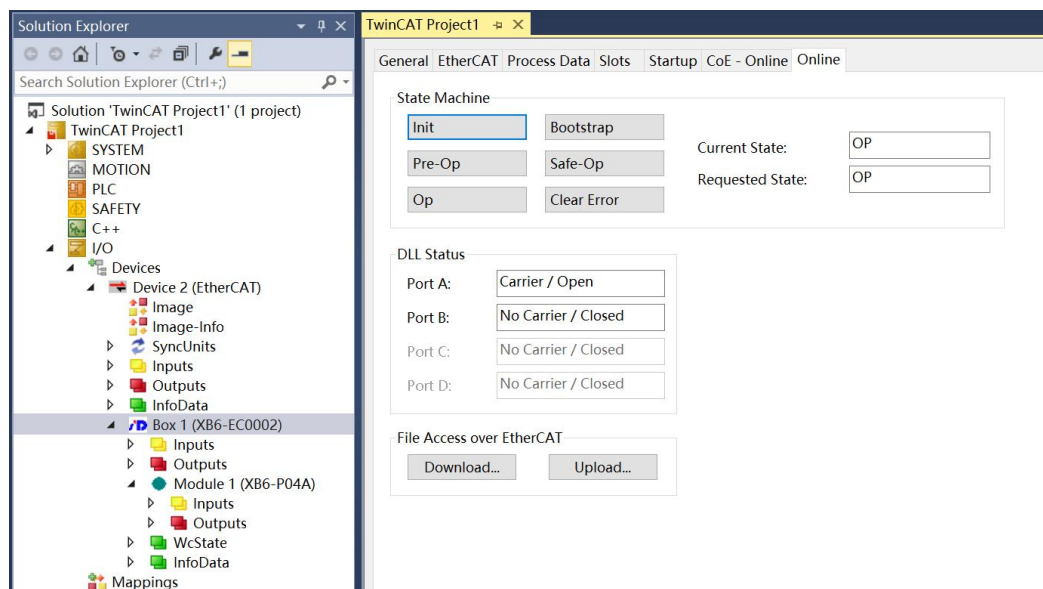 Solution Explorer
Search Solution Explorer (Ctrl+;)
Solution 'TwinCAT Project1' (1 project)
TwinCAT Project1
SYSTEM
MOTION
PLC
SAFETY
C++
I/O
Devices
Device 2 (EtherCAT)
Image
Image-Info
SyncUnits
Inputs
Outputs
InfoData
Box 1 (XB6-EC0002)
Inputs
Outputs
Module 1 (XB6-P04A)
Inputs
Outputs
WcState
InfoData
Mappings
TwinCAT Project1
General EtherCAT Process Data Slots Startup CoE - Online Online
State Machine
Init Bootstrap
Pre-Op Safe-Op
Op Clear Error
Current State: OP
Requested State: OP
DLL Status
Port A: Carrier / Open
Port B: No Carrier / Closed
Port C: No Carrier / Closed
Port D: No Carrier / Closed
File Access over EtherCAT
Download... Upload...